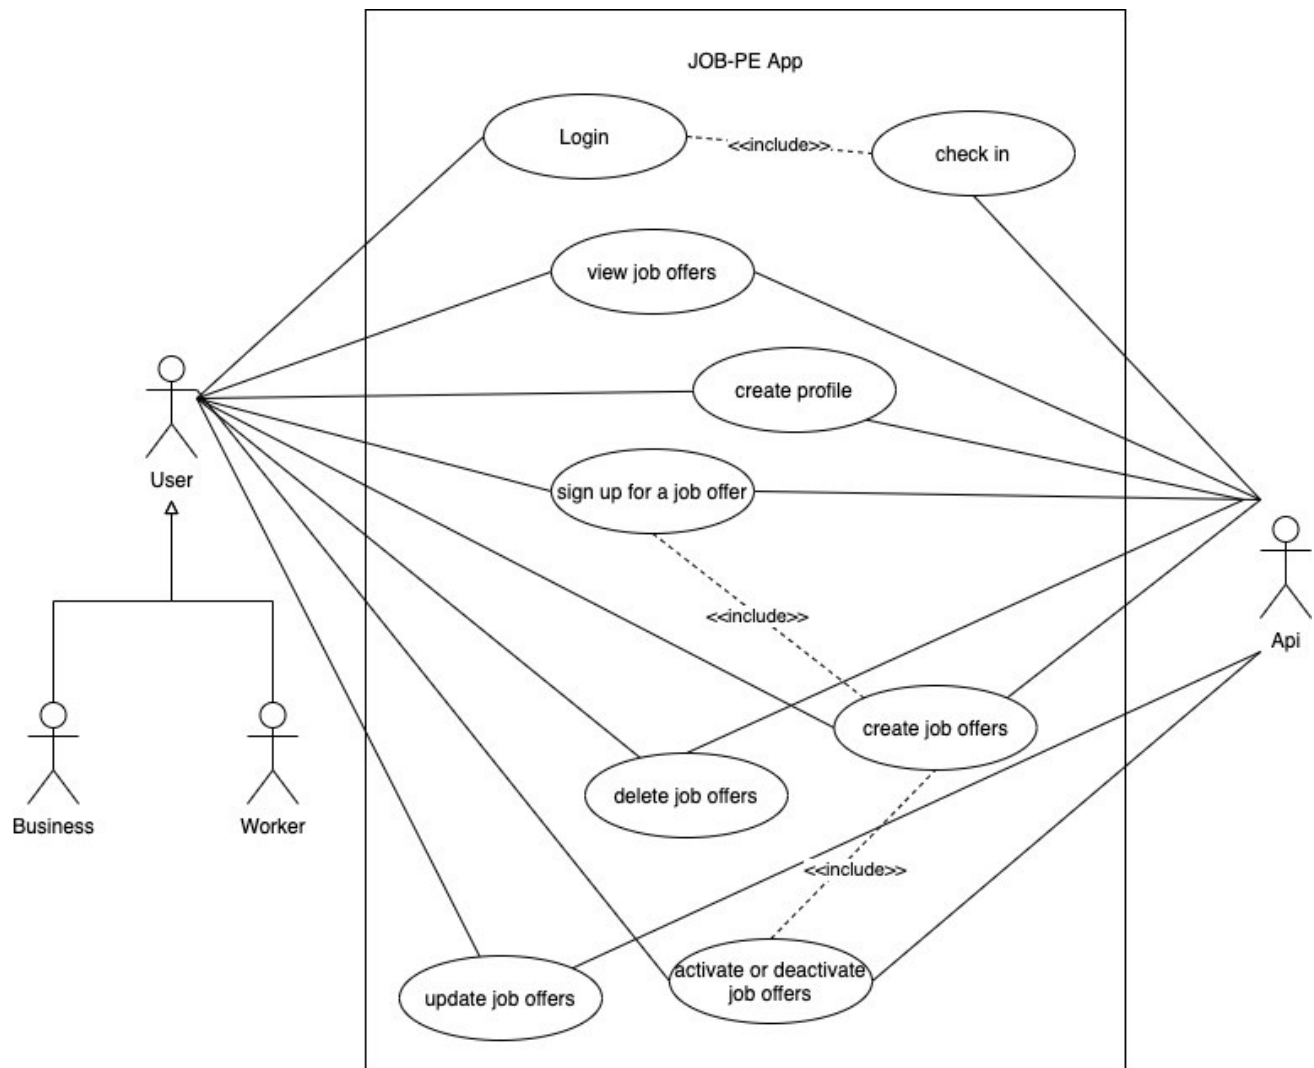 JOB-PE App
Login
<<include>>
check in
view job offers
create profile
User
sign up for a job offer
<<include>>
Api
create job offers
delete job offers
Business
Worker
<<include>>
activate or deactivate
job offers
update job offers